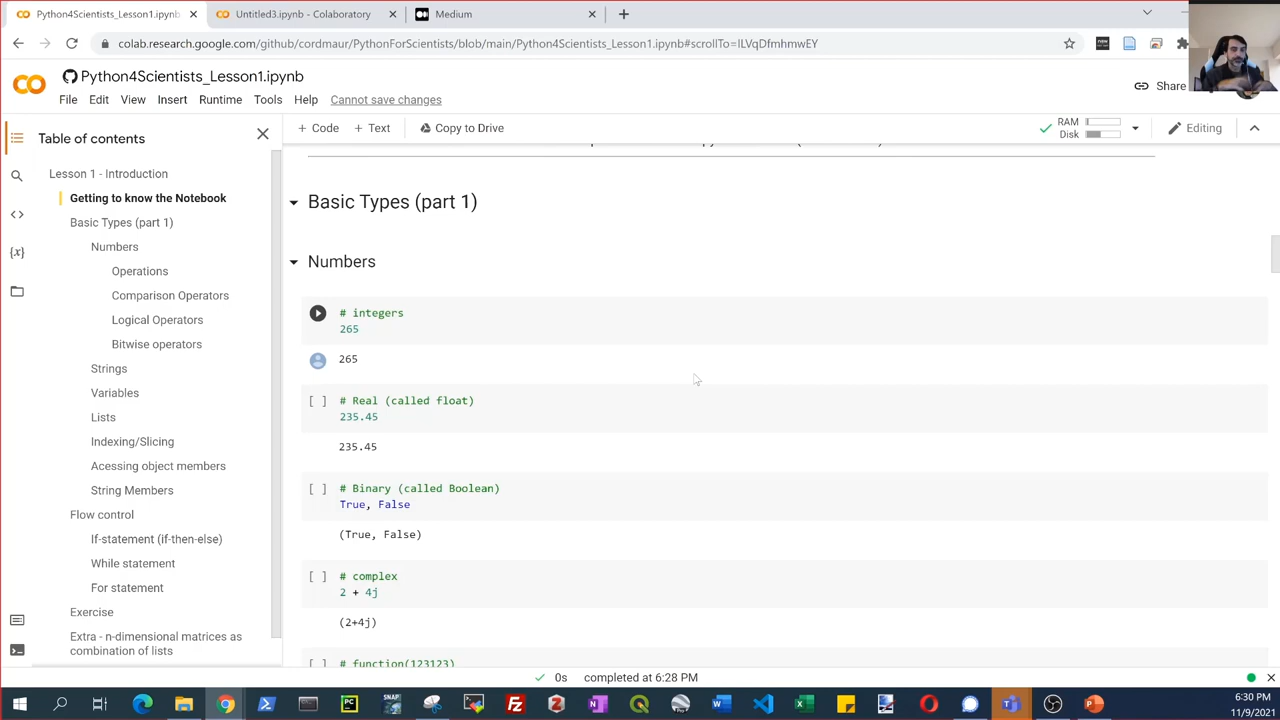 Python4Scientists_Lesson1.ipynb
Untitled3.ipynb - Colaboratory
Medium
colab.research.google.com/github/cordmaur/PythonForScientists/blob/main/Python4Scientists_Lesson1.ipynb#scrollTo=lLVqDfmhmwEY
Python4Scientists_Lesson1.ipynb
File Edit View Insert Runtime Tools Help Cannot save changes
Share
+ Code + Text Copy to Drive
RAM
Disk
Editing
Table of contents
Lesson 1 - Introduction
Getting to know the Notebook
Basic Types (part 1)
Numbers
Operations
Comparison Operators
Logical Operators
Bitwise operators
Strings
Variables
Lists
Indexing/Slicing
Acessing object members
String Members
Flow control
If-statement (if-then-else)
While statement
For statement
Exercise
Extra - n-dimensional matrices as
combination of lists
Basic Types (part 1)
Numbers
# integers
265
265
[ ] # Real (called float)
235.45
235.45
[ ] # Binary (called Boolean)
True, False
(True, False)
[ ] # complex
2 + 4j
(2+4j)
[ ] # function(123123)
0s completed at 6:28 PM
6:30 PM
11/9/2021